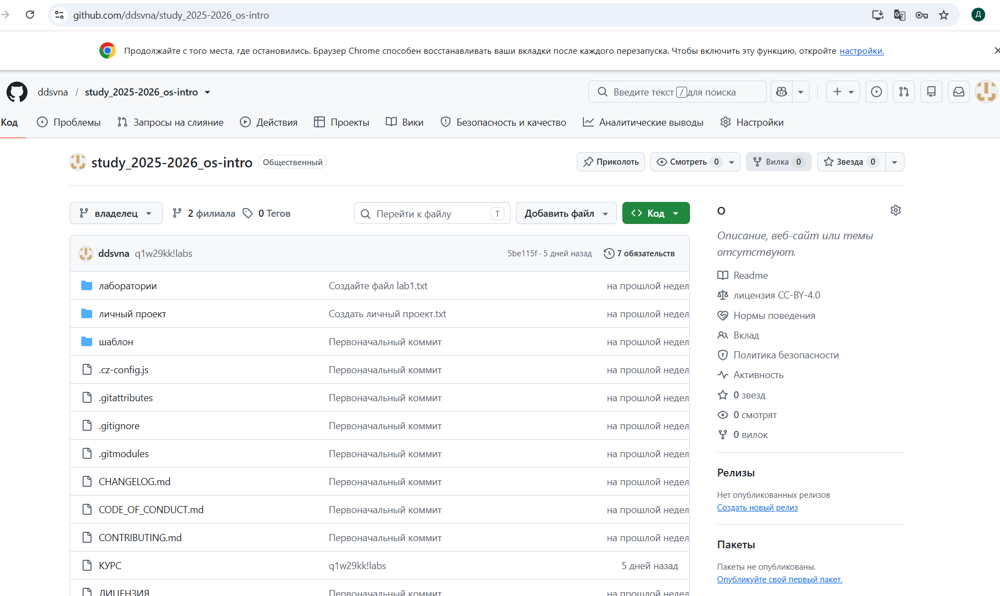 github.com/ddsvna/study_2025-2026_os-intro
Д
Продолжайте с того места, где остановились. Браузер Chrome способен восстанавливать ваши вкладки после каждого перезапуска. Чтобы включить эту функцию, откройте настройки.
ddsvna / study_2025-2026_os-intro
Введите текст / для поиска
Код Проблемы Запросы на слияние Действия Проекты Вики Безопасность и качество Аналитические выводы Настройки
study_2025-2026_os-intro Общественный
Приколоть Смотреть 0 Вилка 0 Звезда 0
владелец 2 филиала 0 Тегов
Перейти к файлу T Добавить файл Код
ddsvna q1w29kk!labs 5be115f · 5 дней назад 7 обязательств
лаборатории Создайте файл lab1.txt на прошлой недел
личный проект Создать личный проект.txt на прошлой недел
шаблон Первоначальный коммит на прошлой недел
.cz-config.js Первоначальный коммит на прошлой недел
.gitattributes Первоначальный коммит на прошлой недел
.gitignore Первоначальный коммит на прошлой недел
.gitmodules Первоначальный коммит на прошлой недел
CHANGELOG.md Первоначальный коммит на прошлой недел
CODE_OF_CONDUCT.md Первоначальный коммит на прошлой недел
CONTRIBUTING.md Первоначальный коммит на прошлой недел
КУРС q1w29kk!labs 5 дней назад
ЛИЦЕНЗИЯ Первоначальный коммит на прошлой недел
О
Описание, веб-сайт или темы
отсутствуют.
Readme
лицензия CC-BY-4.0
Нормы поведения
Вклад
Политика безопасности
Активность
0 звезд
0 смотрят
0 вилок
Релизы
Нет опубликованных релизов
Создать новый релиз
Пакеты
Пакеты не опубликованы.
Опубликуйте свой первый пакет.